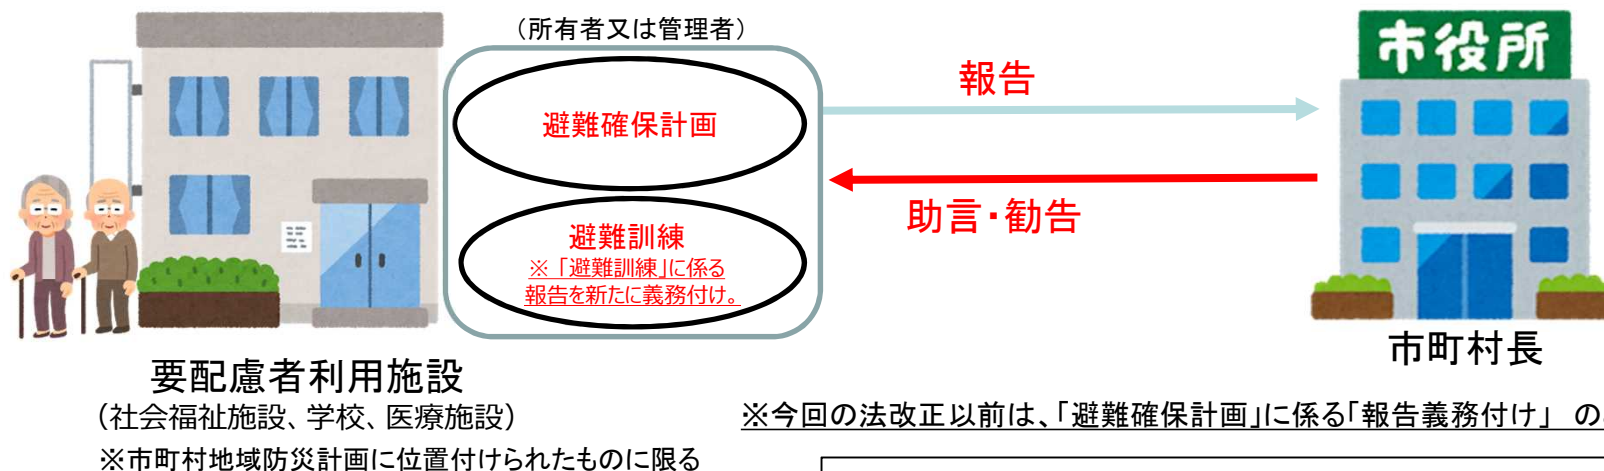 （所有者又は管理者）
避難確保計画
避難訓練
※「避難訓練」に係る
報告を新たに義務付け。
報告
助言・勧告
市役所
市町村長
要配慮者利用施設
（社会福祉施設、学校、医療施設）
※市町村地域防災計画に位置付けられたものに限る
※今回の法改正以前は、「避難確保計画」に係る「報告義務付け」 の